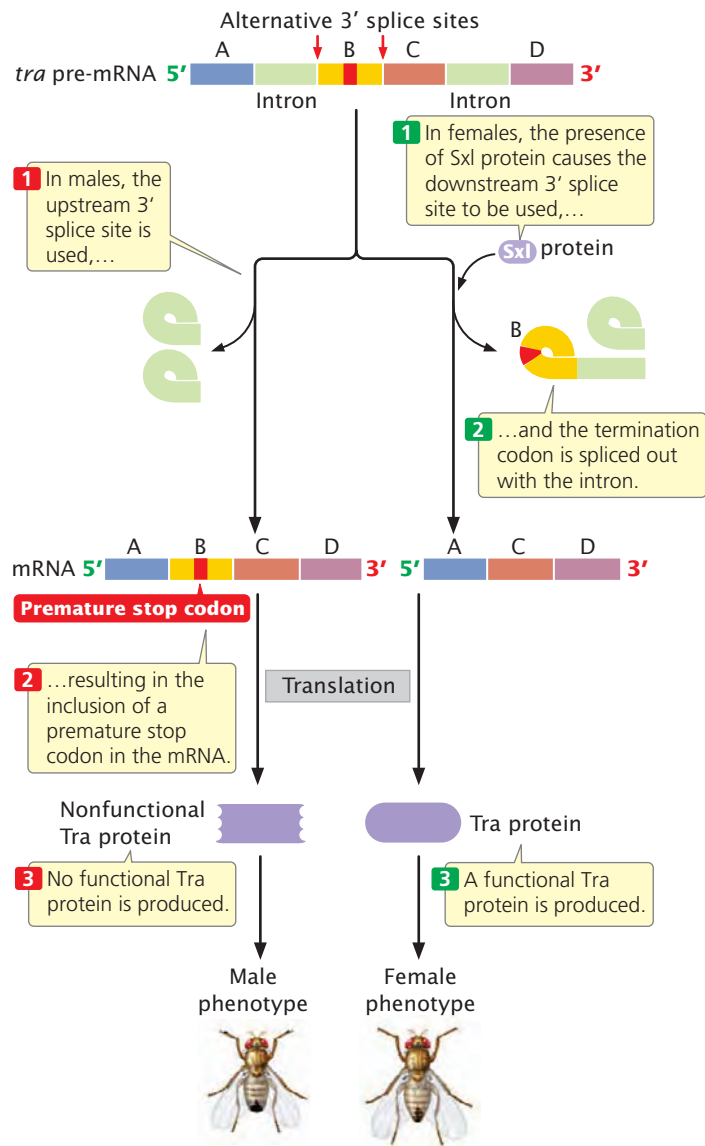 Alternative 3′ splice sites
A B C D
tra pre-mRNA 5′ 3′
Intron Intron
1 In females, the presence
of Sxl protein causes the
downstream 3′ splice
site to be used,…
1 In males, the
upstream 3′
splice site is
used,…
Sxl protein
B
2 …and the termination
codon is spliced out
with the intron.
A B C D A C D
mRNA 5′ 3′ 5′ 3′
Premature stop codon
2 …resulting in the
inclusion of a
premature stop
codon in the mRNA.
Translation
Nonfunctional
Tra protein
Tra protein
3 No functional Tra
protein is produced.
3 A functional Tra
protein is produced.
Male
phenotype
Female
phenotype